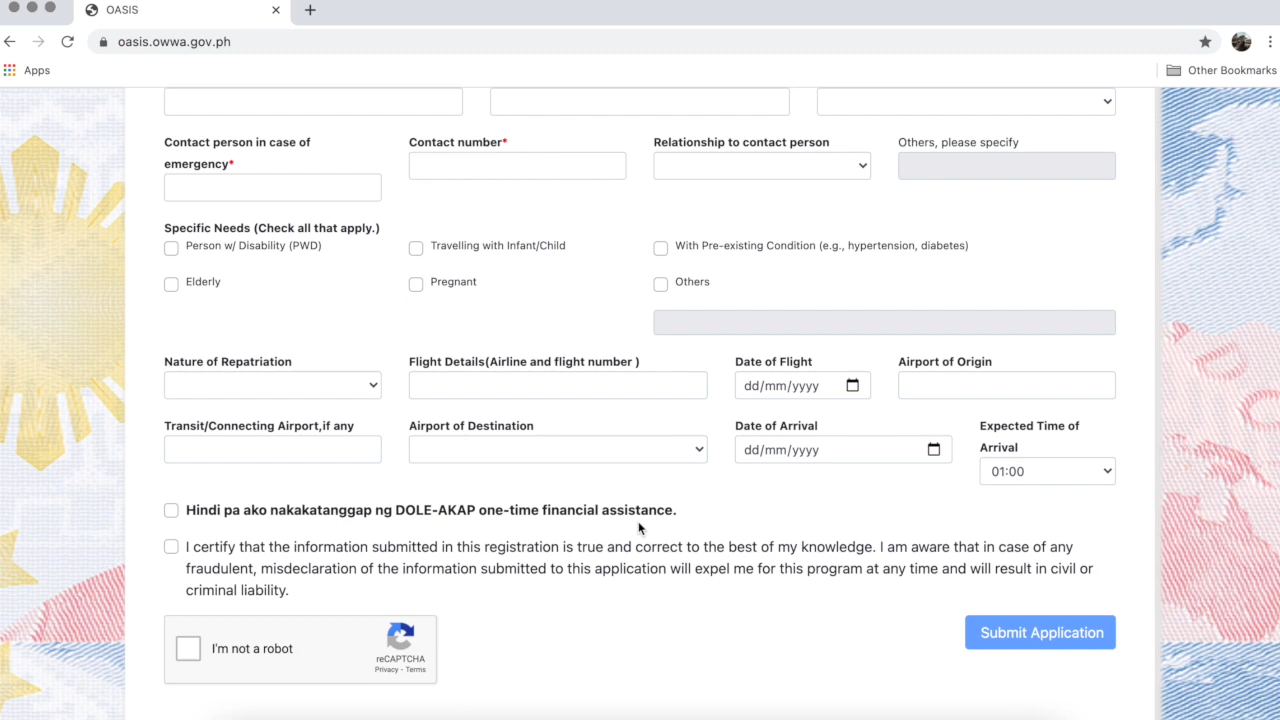 OASIS
oasis.owwa.gov.ph
Apps
Other Bookmarks
Contact person in case of
emergency*
Contact number*
Relationship to contact person
Others, please specify
Specific Needs (Check all that apply.)
Person w/ Disability (PWD)
Travelling with Infant/Child
With Pre-existing Condition (e.g., hypertension, diabetes)
Elderly
Pregnant
Others
Nature of Repatriation
Flight Details(Airline and flight number )
Date of Flight
Airport of Origin
dd/mm/yyyy
Transit/Connecting Airport,if any
Airport of Destination
Date of Arrival
Expected Time of
Arrival
dd/mm/yyyy
01:00
Hindi pa ako nakakatanggap ng DOLE-AKAP one-time financial assistance.
I certify that the information submitted in this registration is true and correct to the best of my knowledge. I am aware that in case of any
fraudulent, misdeclaration of the information submitted to this application will expel me for this program at any time and will result in civil or
criminal liability.
I'm not a robot
reCAPTCHA
Privacy - Terms
Submit Application